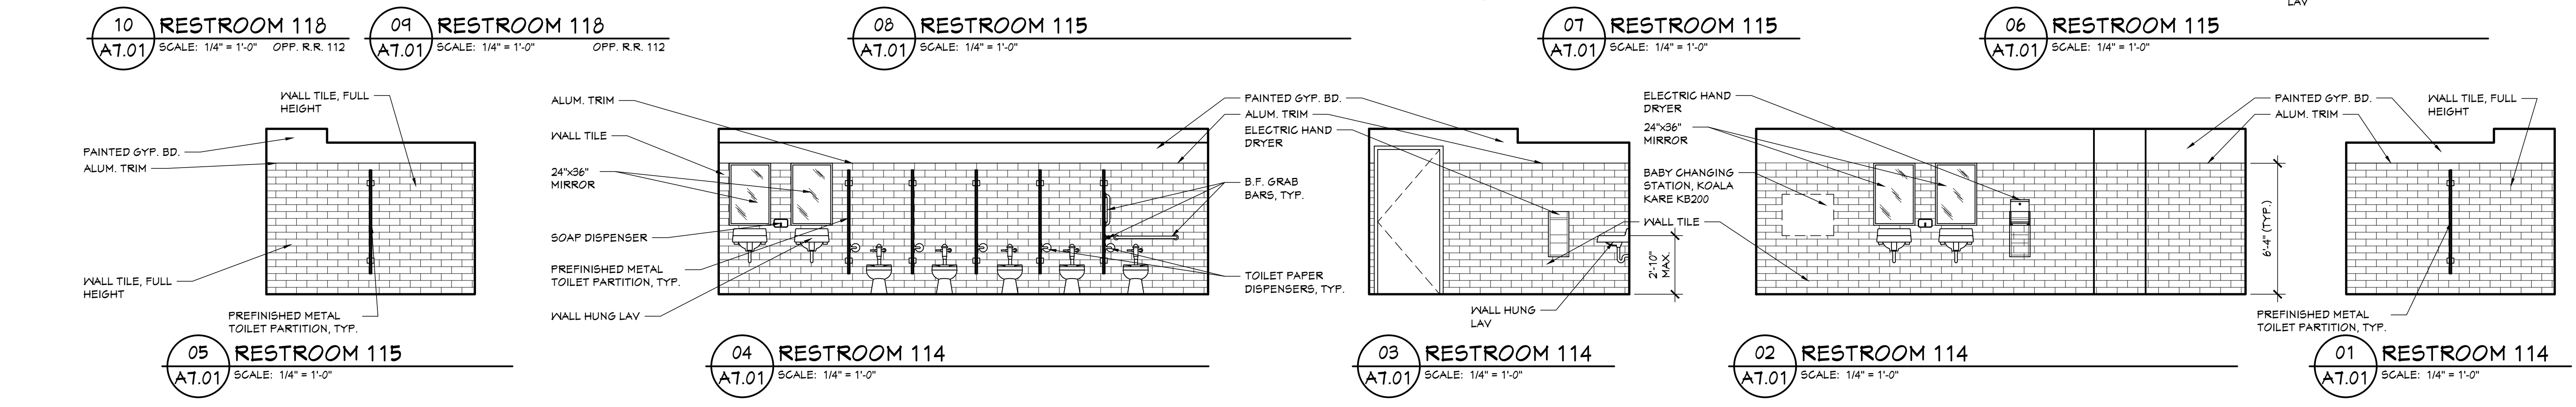 LAV
10
A7.01
RESTROOM 118
SCALE: 1/4" = 1'-0" OPP. R.R. 112
09
A7.01
RESTROOM 118
SCALE: 1/4" = 1'-0" OPP. R.R. 112
08
A7.01
RESTROOM 115
SCALE: 1/4" = 1'-0"
07
A7.01
RESTROOM 115
SCALE: 1/4" = 1'-0"
06
A7.01
RESTROOM 115
SCALE: 1/4" = 1'-0"
WALL TILE, FULL
HEIGHT
PAINTED GYP. BD.
ALUM. TRIM
WALL TILE, FULL
HEIGHT
PREFINISHED METAL
TOILET PARTITION, TYP.
05
A7.01
RESTROOM 115
SCALE: 1/4" = 1'-0"
ALUM. TRIM
WALL TILE
24"x36"
MIRROR
SOAP DISPENSER
PREFINISHED METAL
TOILET PARTITION, TYP.
WALL HUNG LAV
PAINTED GYP. BD.
ALUM. TRIM
ELECTRIC HAND
DRYER
B.F. GRAB
BARS, TYP.
TOILET PAPER
DISPENSERS, TYP.
04
A7.01
RESTROOM 114
SCALE: 1/4" = 1'-0"
2'-10"
MAX.
WALL HUNG
LAV
03
A7.01
RESTROOM 114
SCALE: 1/4" = 1'-0"
ELECTRIC HAND
DRYER
24"x36"
MIRROR
BABY CHANGING
STATION, KOALA
KARE KB200
WALL TILE
PAINTED GYP. BD.
ALUM. TRIM
6'-4" (TYP.)
02
A7.01
RESTROOM 114
SCALE: 1/4" = 1'-0"
WALL TILE, FULL
HEIGHT
PREFINISHED METAL
TOILET PARTITION, TYP.
01
A7.01
RESTROOM 114
SCALE: 1/4" = 1'-0"